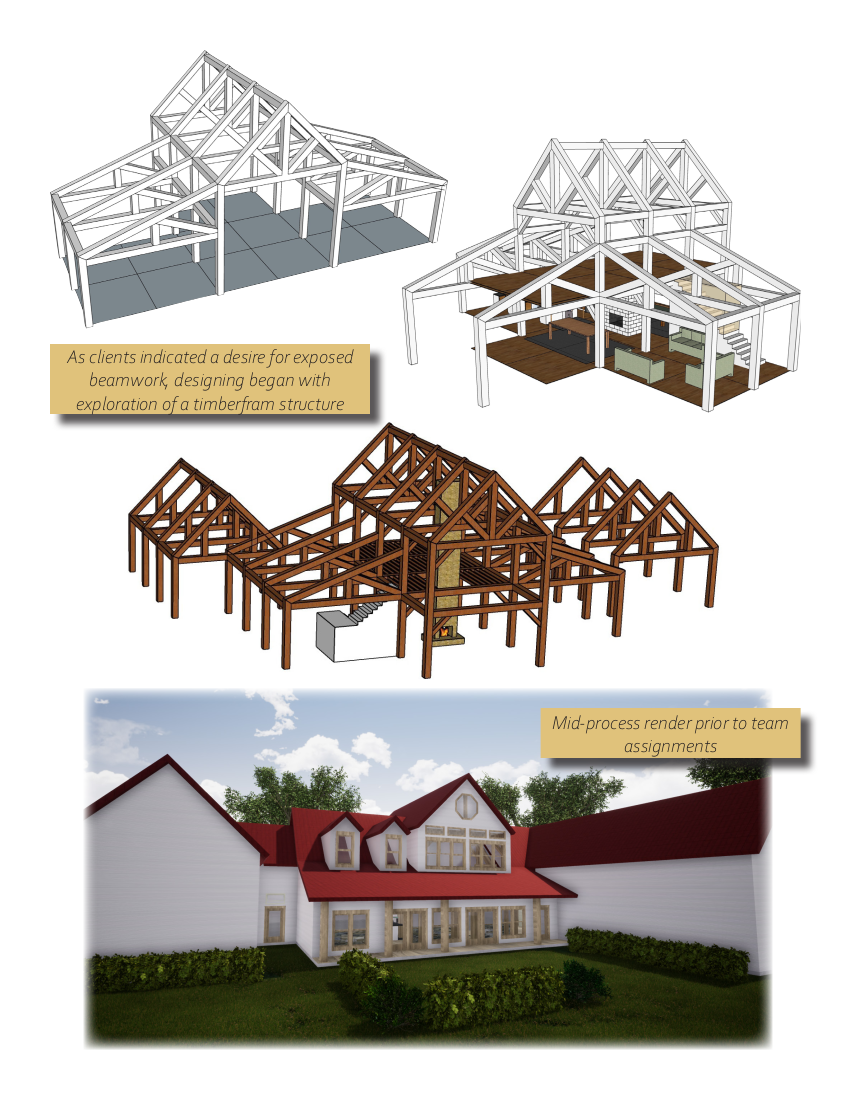 As clients indicated a desire for exposed
beamwork, designing began with
exploration of a timberfram structure
Mid-process render prior to team
assignments